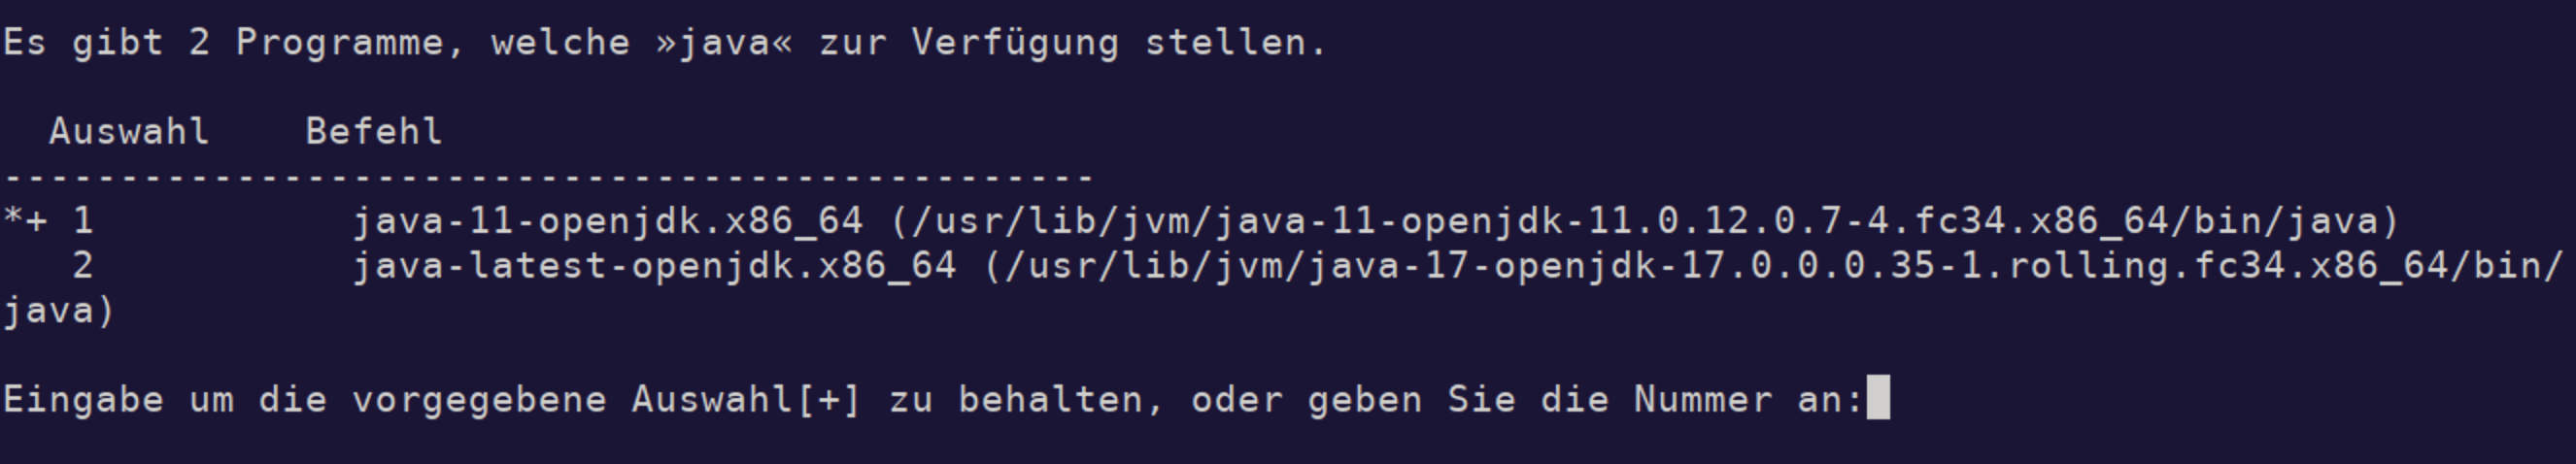 Es gibt 2 Programme, welche »java« zur Verfügung stellen.
Auswahl Befehl
-----------------------------------------------
*+ 1 java-11-openjdk.x86_64 (/usr/lib/jvm/java-11-openjdk-11.0.12.0.7-4.fc34.x86_64/bin/java)
2 java-latest-openjdk.x86_64 (/usr/lib/jvm/java-17-openjdk-17.0.0.0.35-1.rolling.fc34.x86_64/bin/
java)
Eingabe um die vorgegebene Auswahl[+] zu behalten, oder geben Sie die Nummer an: